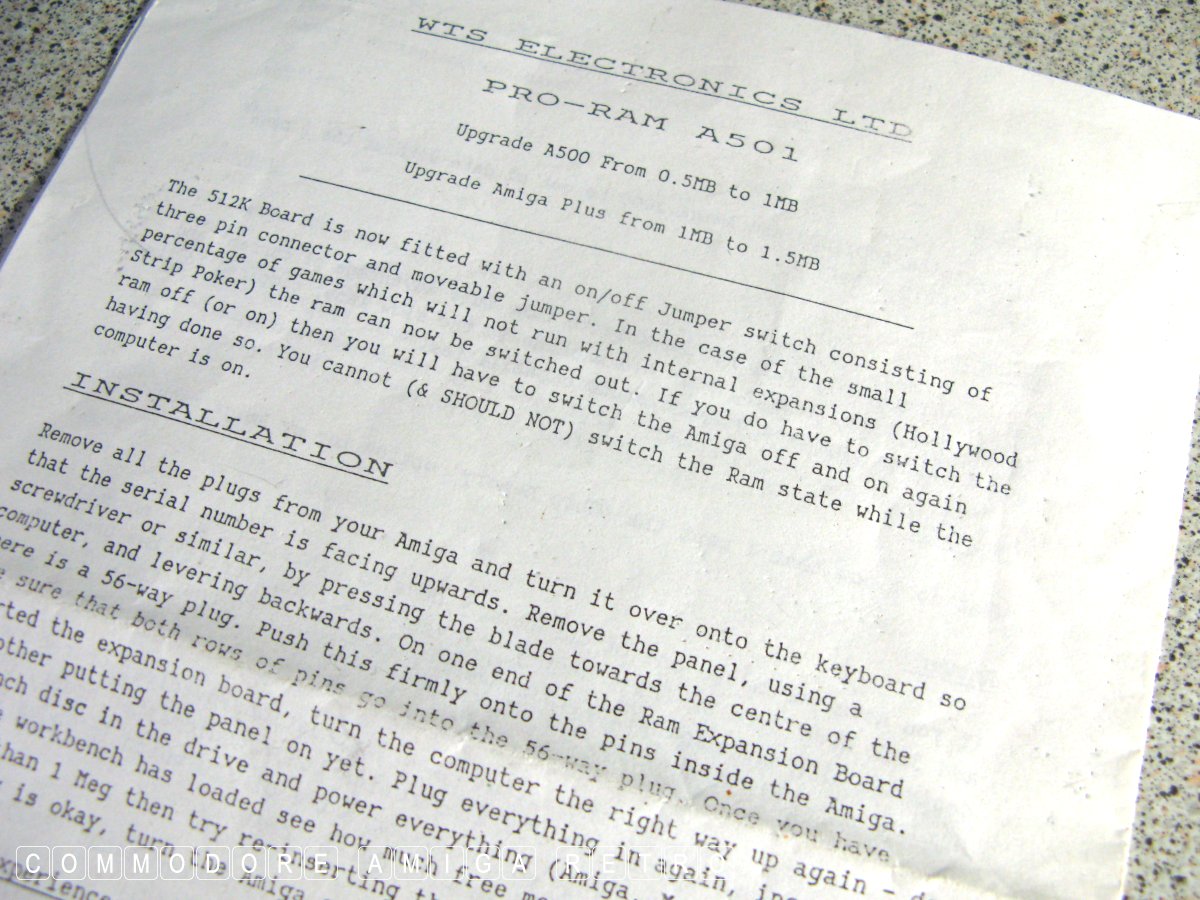 WTS ELECTRONICS LTD
PRO-RAM A501
Upgrade A500 From 0.5MB to 1MB
Upgrade Amiga Plus from 1MB to 1.5MB
The 512K Board is now fitted with an on/off Jumper switch consisting of
three pin connector and moveable jumper. In the case of the small
percentage of games which will not run with internal expansions (Hollywood
Strip Poker) the ram can now be switched out. If you do have to switch the
ram off (or on) then you will have to switch the Amiga off and on again
having done so. You cannot (& SHOULD NOT) switch the Ram state while the
computer is on.
INSTALLATION
Remove all the plugs from your Amiga and turn it over onto the keyboard so
that the serial number is facing upwards. Remove the panel, using a
screwdriver or similar, by pressing the blade towards the centre of the
computer, and levering backwards. On one end of the Ram Expansion Board
is a 56-way plug. Push this firmly onto the pins inside the Amiga.
sure that both rows of pins go into the 56-way plug. Once you have
the expansion board, turn the computer the right way up again -
putting the panel on yet. Plug everything in again,
disc in the drive and power everything (Amiga,
workbench has loaded see how much free
than 1 Meg then try reinserting
is okay, turn the Amiga
COMMODORE AMIGA RETRO